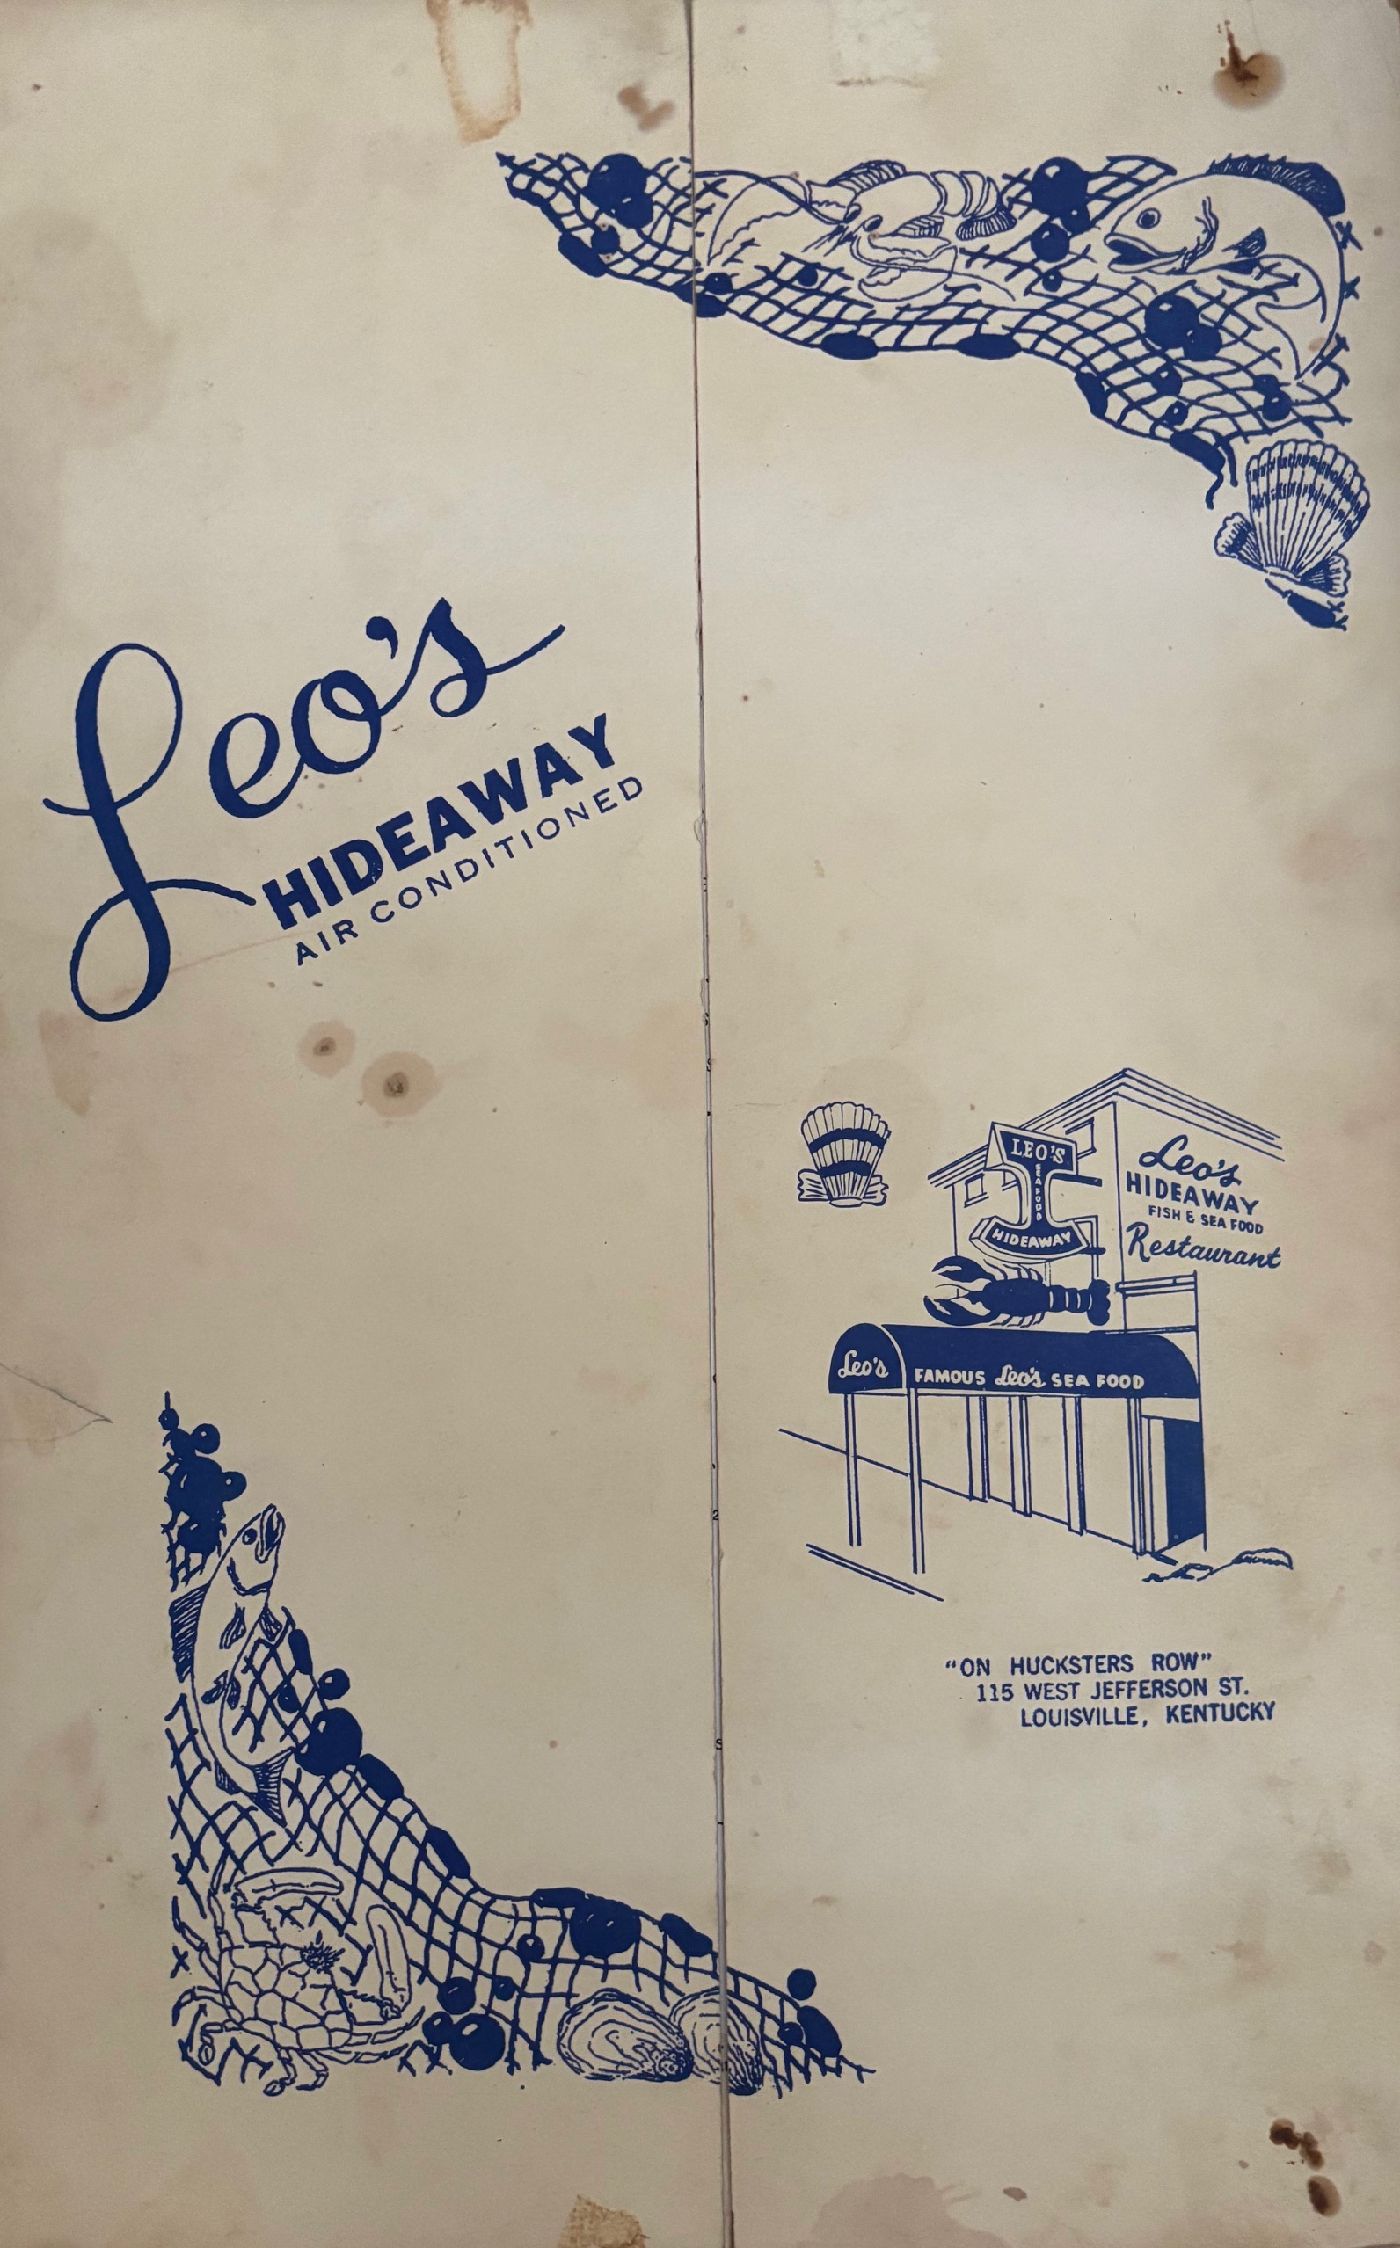 Leo's
HIDEAWAY
AIR CONDITIONED
LEO'S
SEA FOOD
HIDEAWAY
Leo's
HIDEAWAY
FISH & SEA FOOD
Restaurant
Leo's
FAMOUS Leo's SEA FOOD
"ON HUCKSTERS ROW"
115 WEST JEFFERSON ST.
LOUISVILLE, KENTUCKY